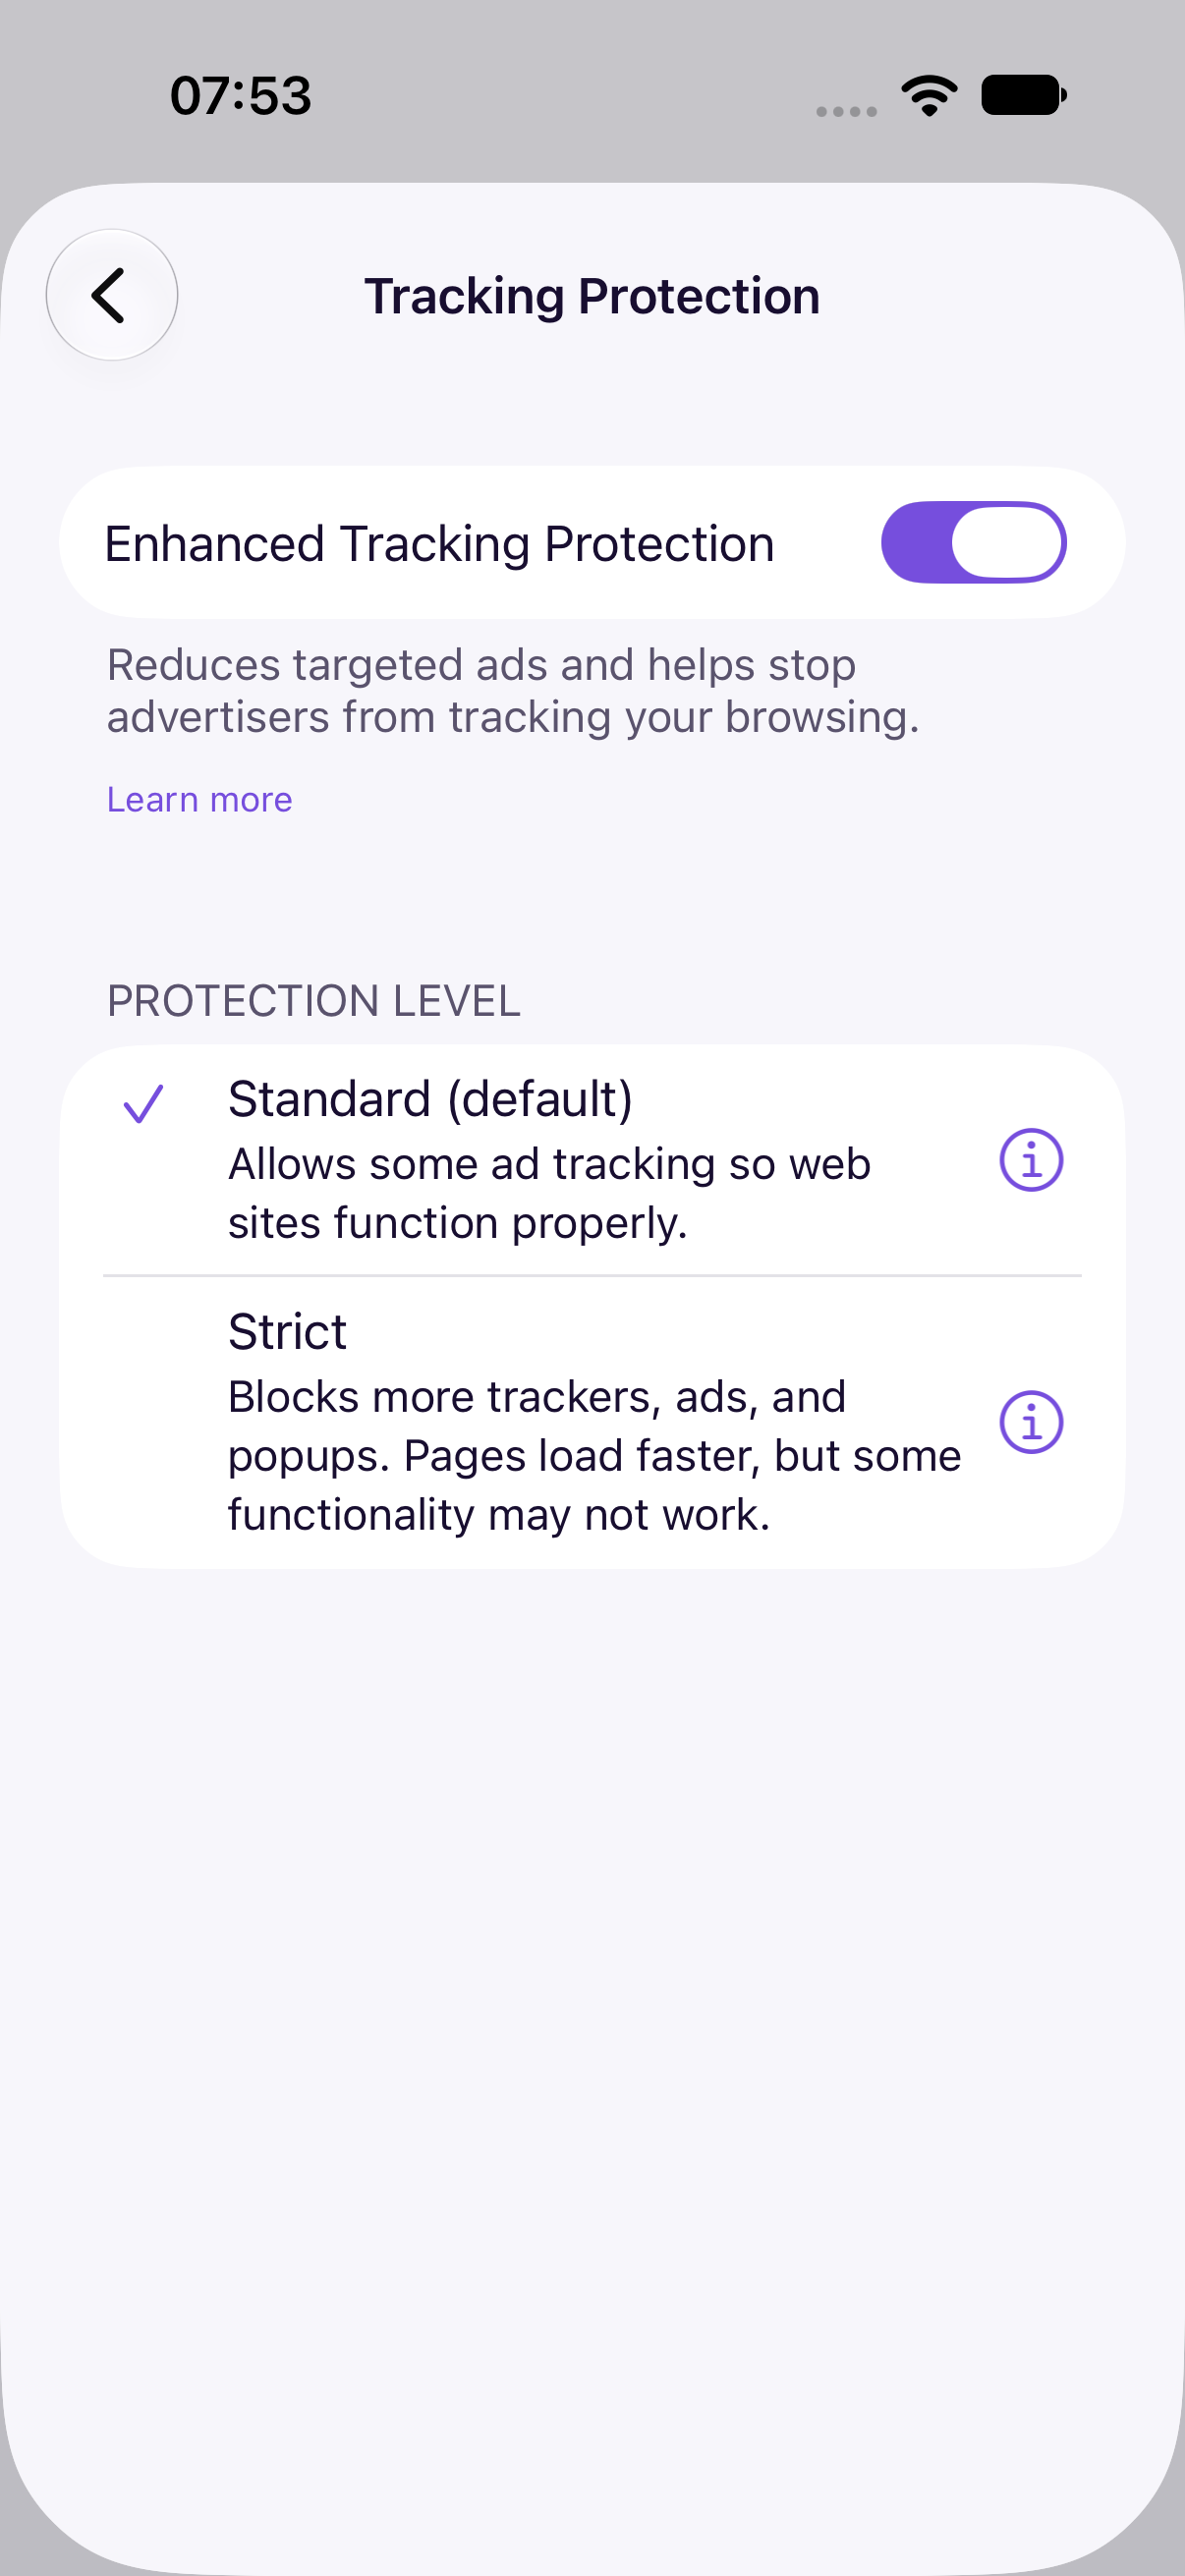 07:53
Tracking Protection
Enhanced Tracking Protection
Reduces targeted ads and helps stop
advertisers from tracking your browsing.
Learn more
PROTECTION LEVEL
Standard (default)
Allows some ad tracking so web
sites function properly.
Strict
Blocks more trackers, ads, and
popups. Pages load faster, but some
functionality may not work.